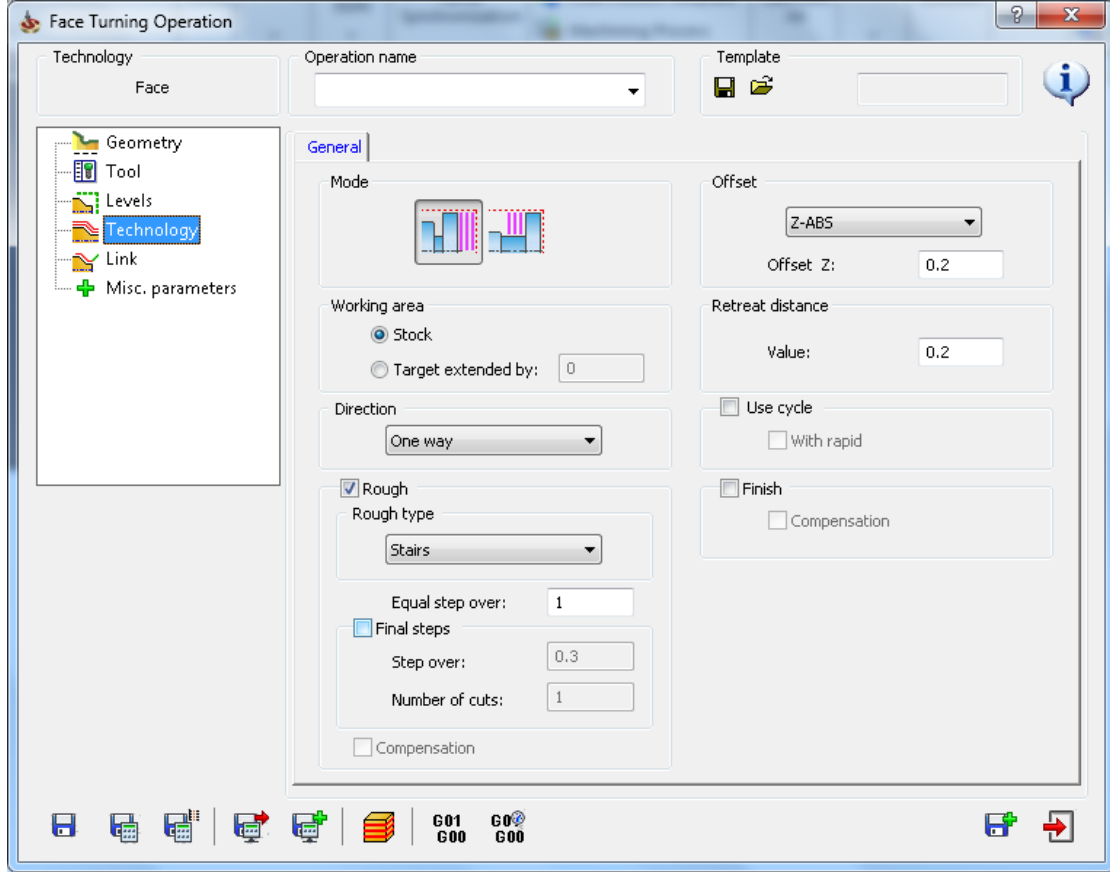 Face Turning Operation
Technology
Face
Operation name
Template
Geometry
Tool
Levels
Technology
Link
Misc. parameters
General
Mode
Working area
Stock
Target extended by: 0
Direction
One way
Rough
Rough type
Stairs
Equal step over: 1
Final steps
Step over: 0.3
Number of cuts: 1
Compensation
Offset
Z-ABS
Offset Z: 0.2
Retreat distance
Value: 0.2
Use cycle
With rapid
Finish
Compensation
G01
G00
G00